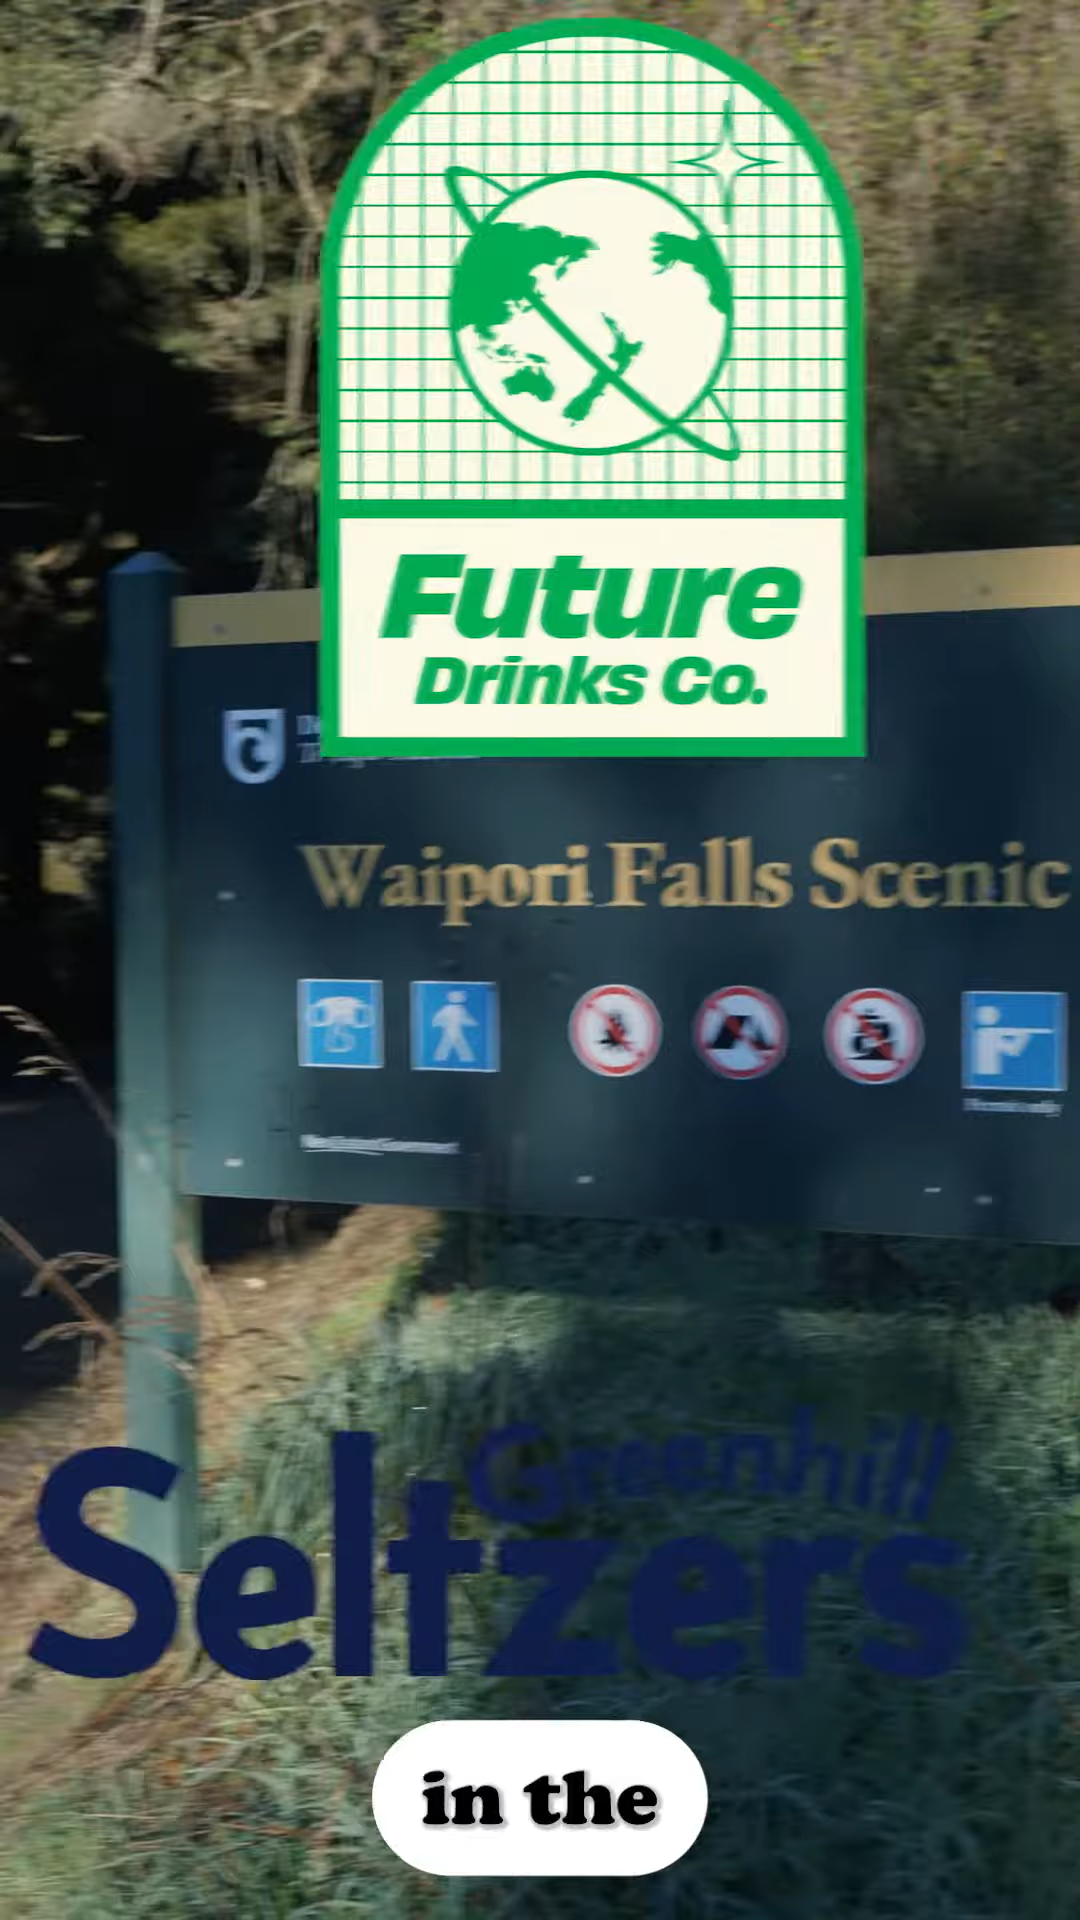 Future
Drinks Co.
Waipori Falls Scenic
Greenhill
Seltzers
in the